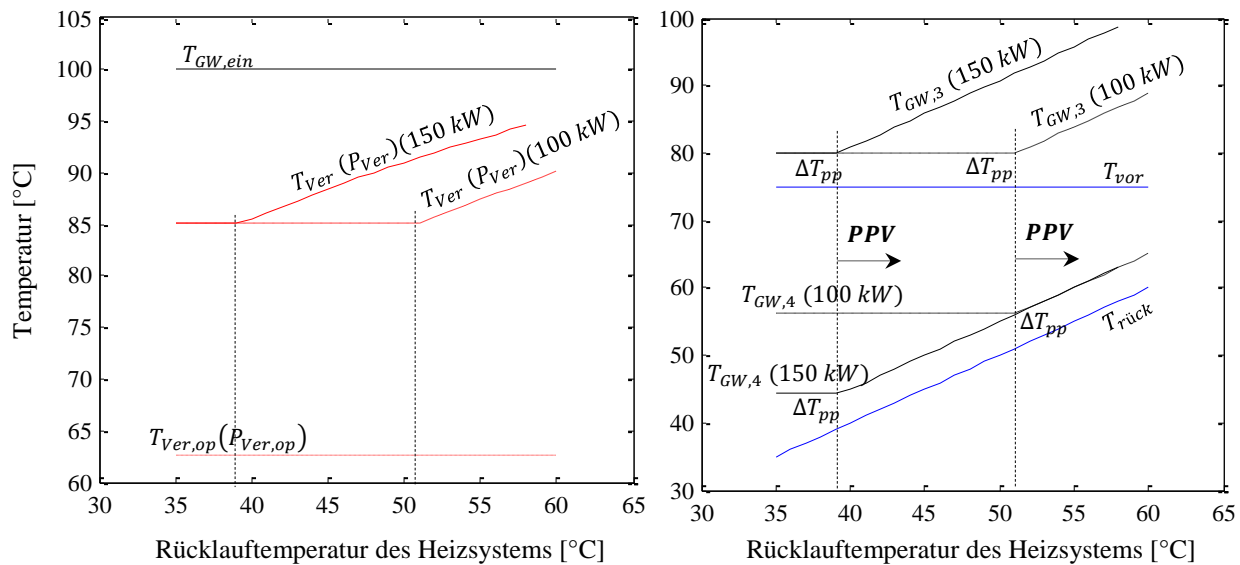 105
100
95
90
85
80
75
70
65
60
Temperatur [°C]
T_GW,ein
T_Ver (P_Ver)(150 kW)
T_Ver (P_Ver)(100 kW)
T_Ver,op(P_Ver,op)
30 35 40 45 50 55 60 65
Rücklauftemperatur des Heizsystems [°C]
100
90
80
70
60
50
40
30
T_GW,3 (150 kW)
T_GW,3 (100 kW)
ΔT_pp
ΔT_pp
T_vor
PPV
PPV
T_GW,4 (100 kW)
ΔT_pp
T_rück
T_GW,4 (150 kW)
ΔT_pp
30 35 40 45 50 55 60 65
Rücklauftemperatur des Heizsystems [°C]